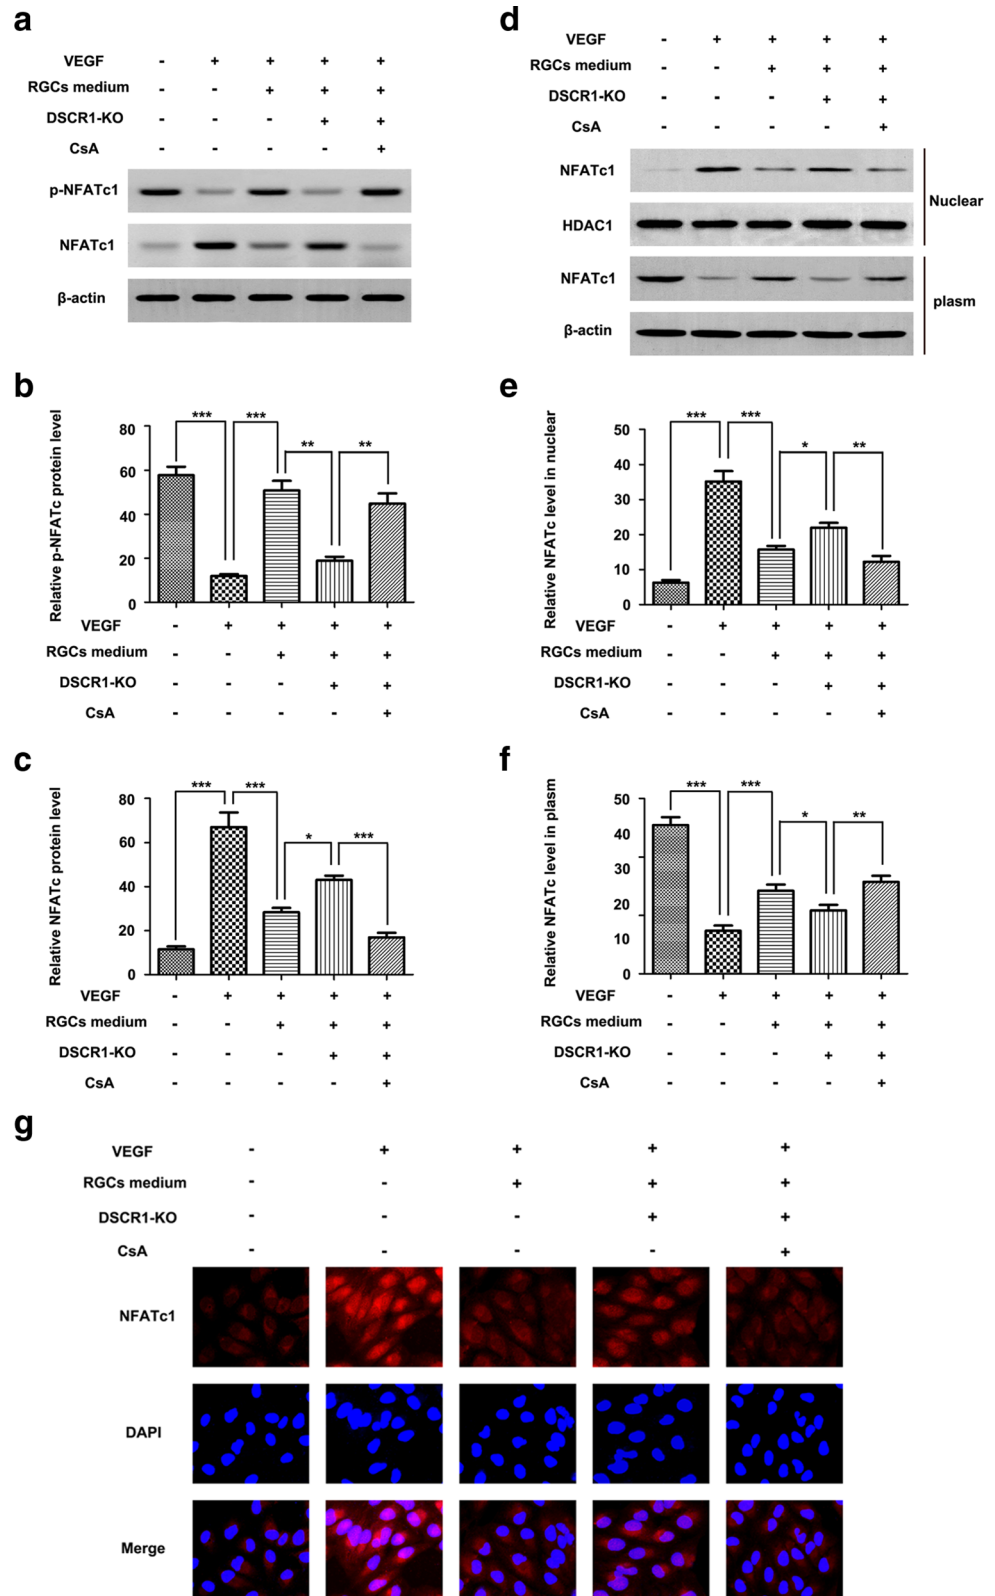 a
VEGF - + + + +
RGCs medium - - + + +
DSCR1-KO - - - + +
CsA - - - - +
p-NFATc1
NFATc1
β-actin
d
VEGF - + + + +
RGCs medium - - + + +
DSCR1-KO - - - + +
CsA - - - - +
NFATc1
HDAC1
Nuclear
NFATc1
β-actin
plasm
b
Relative p-NFATc protein level
80
60
40
20
0
*** *** ** **
VEGF - + + + +
RGCs medium - - + + +
DSCR1-KO - - - + +
CsA - - - - +
e
Relative NFATc level in nuclear
50
40
30
20
10
0
*** *** * **
VEGF - + + + +
RGCs medium - - + + +
DSCR1-KO - - - + +
CsA - - - - +
c
Relative NFATc protein level
80
60
40
20
0
*** *** * ***
VEGF - + + + +
RGCs medium - - + + +
DSCR1-KO - - - + +
CsA - - - - +
f
Relative NFATc level in plasm
50
40
30
20
10
0
*** *** * **
VEGF - + + + +
RGCs medium - - + + +
DSCR1-KO - - - + +
CsA - - - - +
g
VEGF - + + + +
RGCs medium - - + + +
DSCR1-KO - - - + +
CsA - - - - +
NFATc1
DAPI
Merge